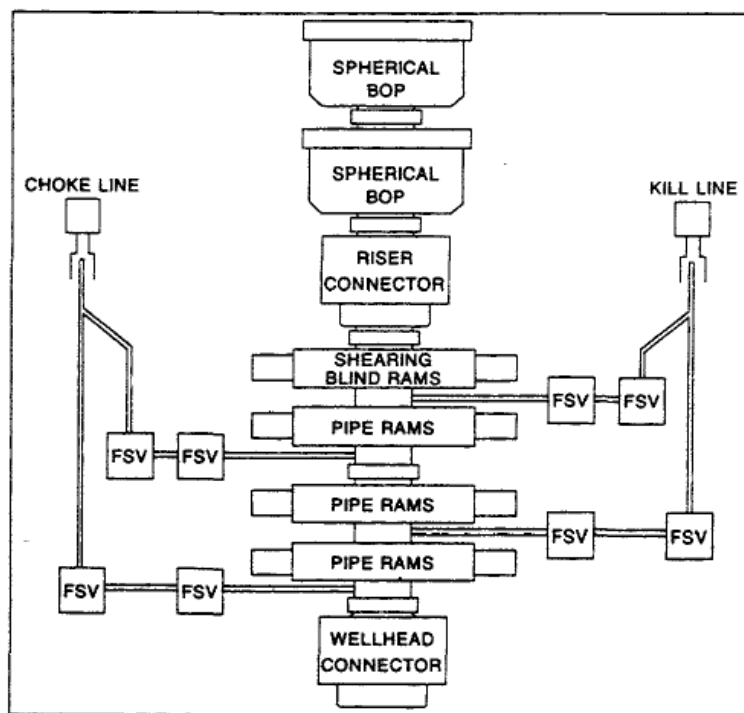 SPHERICAL
BOP
SPHERICAL
BOP
CHOKE LINE
KILL LINE
RISER
CONNECTOR
SHEARING
BLIND RAMS
FSV
FSV
PIPE RAMS
FSV
FSV
PIPE RAMS
FSV
FSV
PIPE RAMS
FSV
FSV
WELLHEAD
CONNECTOR